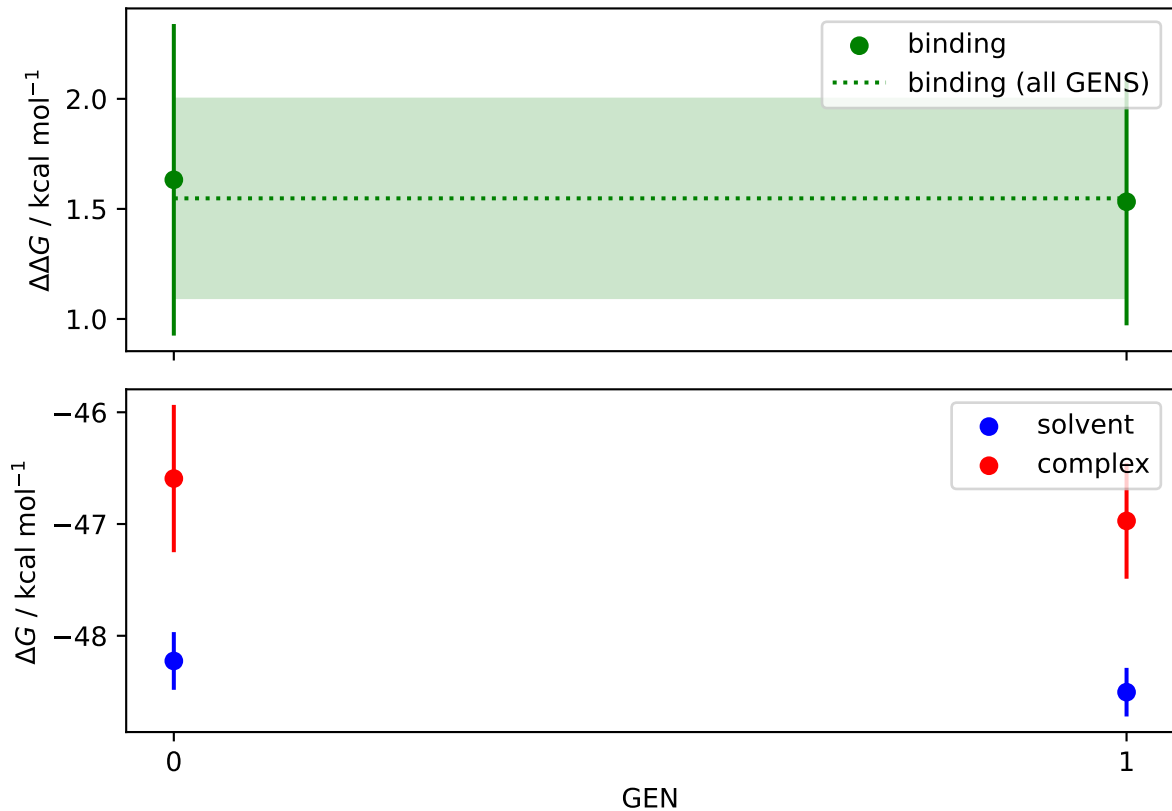 binding
binding (all GENS)
ΔΔG / kcal mol⁻¹
2.0
1.5
1.0
solvent
complex
ΔG / kcal mol⁻¹
−46
−47
−48
0
1
GEN